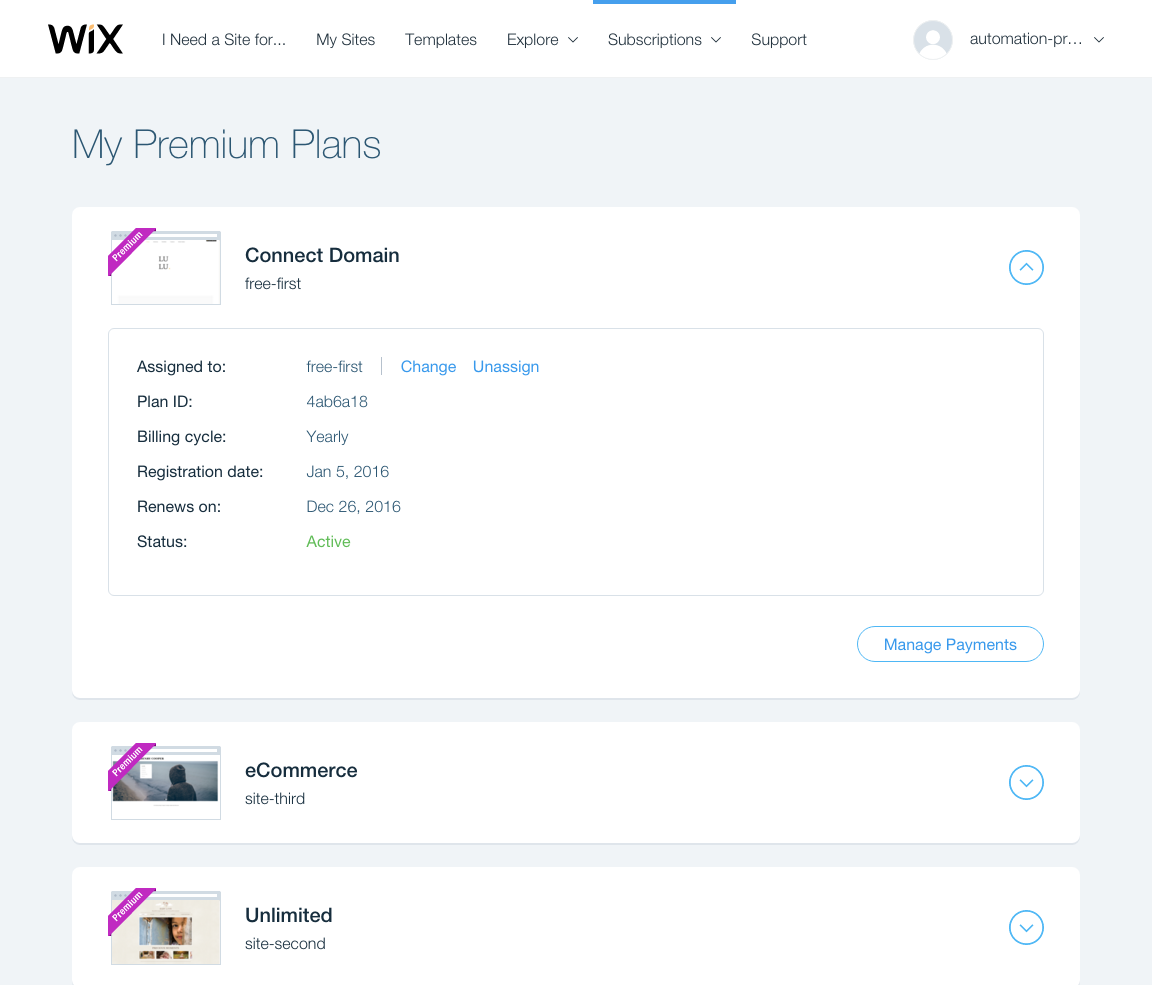 WiX
I Need a Site for... My Sites Templates Explore Subscriptions Support automation-pr...
My Premium Plans
Premium
LU
LU
Connect Domain
free-first
Assigned to: free-first Change Unassign
Plan ID: 4ab6a18
Billing cycle: Yearly
Registration date: Jan 5, 2016
Renews on: Dec 26, 2016
Status: Active
Manage Payments
Premium
eCommerce
site-third
Premium
Unlimited
site-second